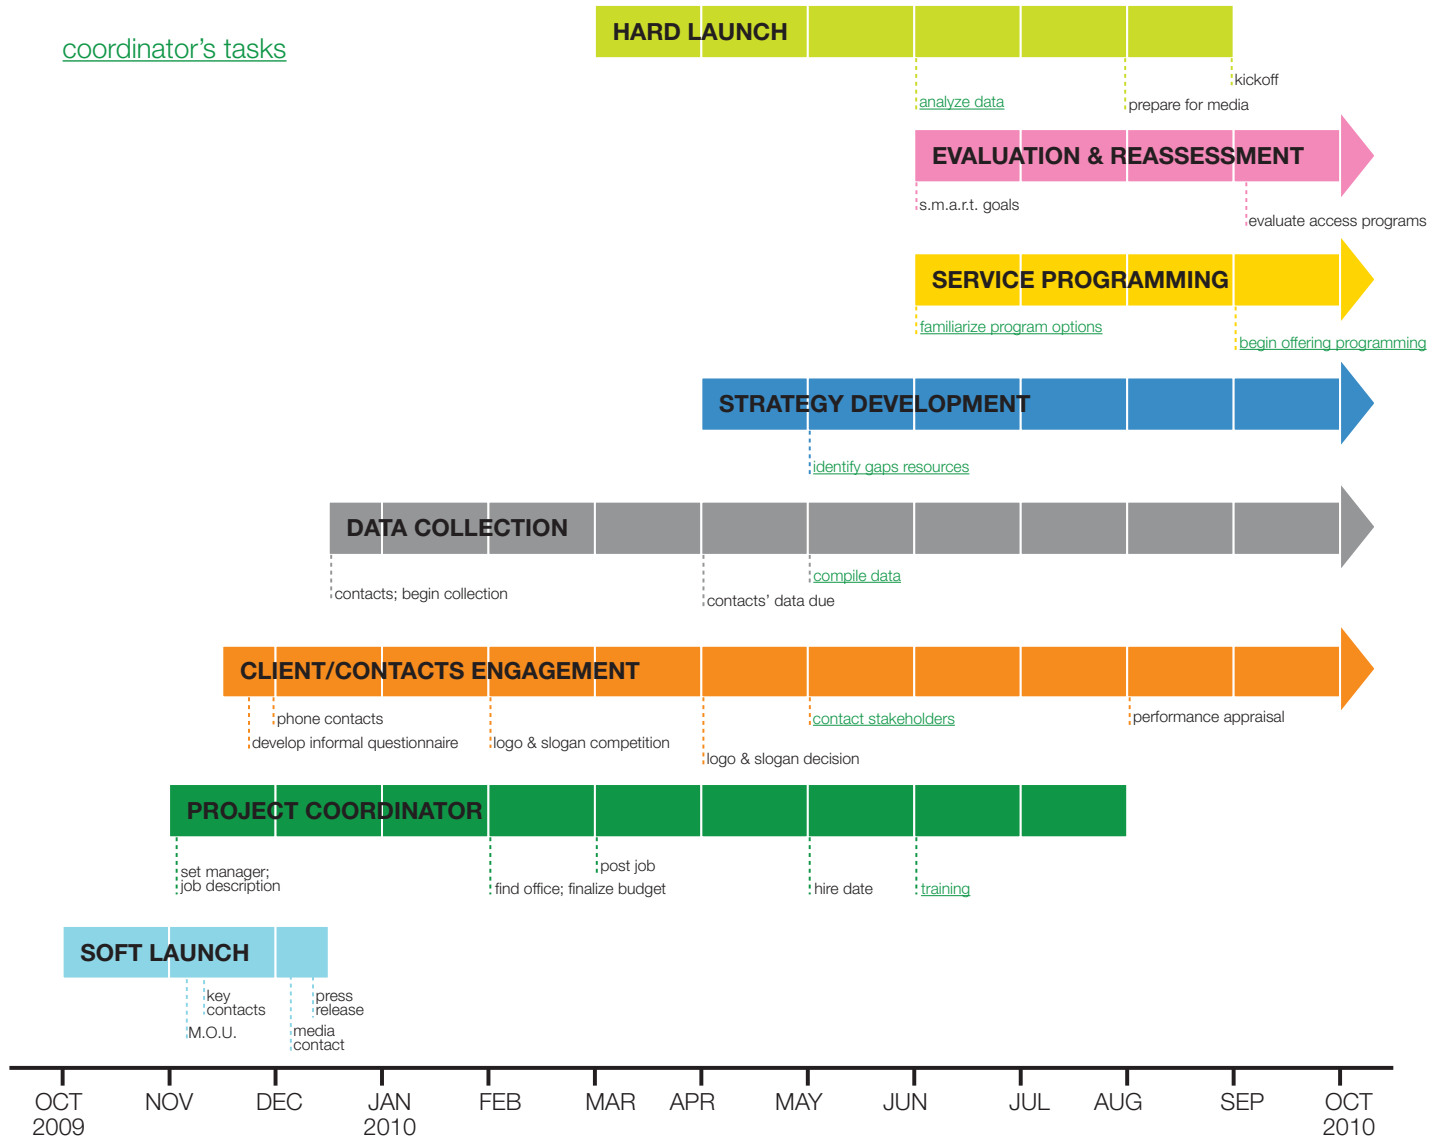 coordinator's tasks
HARD LAUNCH
kickoff
analyze data
prepare for media
EVALUATION & REASSESSMENT
s.m.a.r.t. goals
evaluate access programs
SERVICE PROGRAMMING
familiarize program options
begin offering programming
STRATEGY DEVELOPMENT
identify gaps resources
DATA COLLECTION
compile data
contacts; begin collection
contacts' data due
CLIENT/CONTACTS ENGAGEMENT
phone contacts
contact stakeholders
performance appraisal
develop informal questionnaire
logo & slogan competition
logo & slogan decision
PROJECT COORDINATOR
set manager;
job description
post job
find office; finalize budget
hire date
training
SOFT LAUNCH
key
contacts
press
release
M.O.U.
media
contact
OCT
2009
NOV
DEC
JAN
2010
FEB
MAR
APR
MAY
JUN
JUL
AUG
SEP
OCT
2010